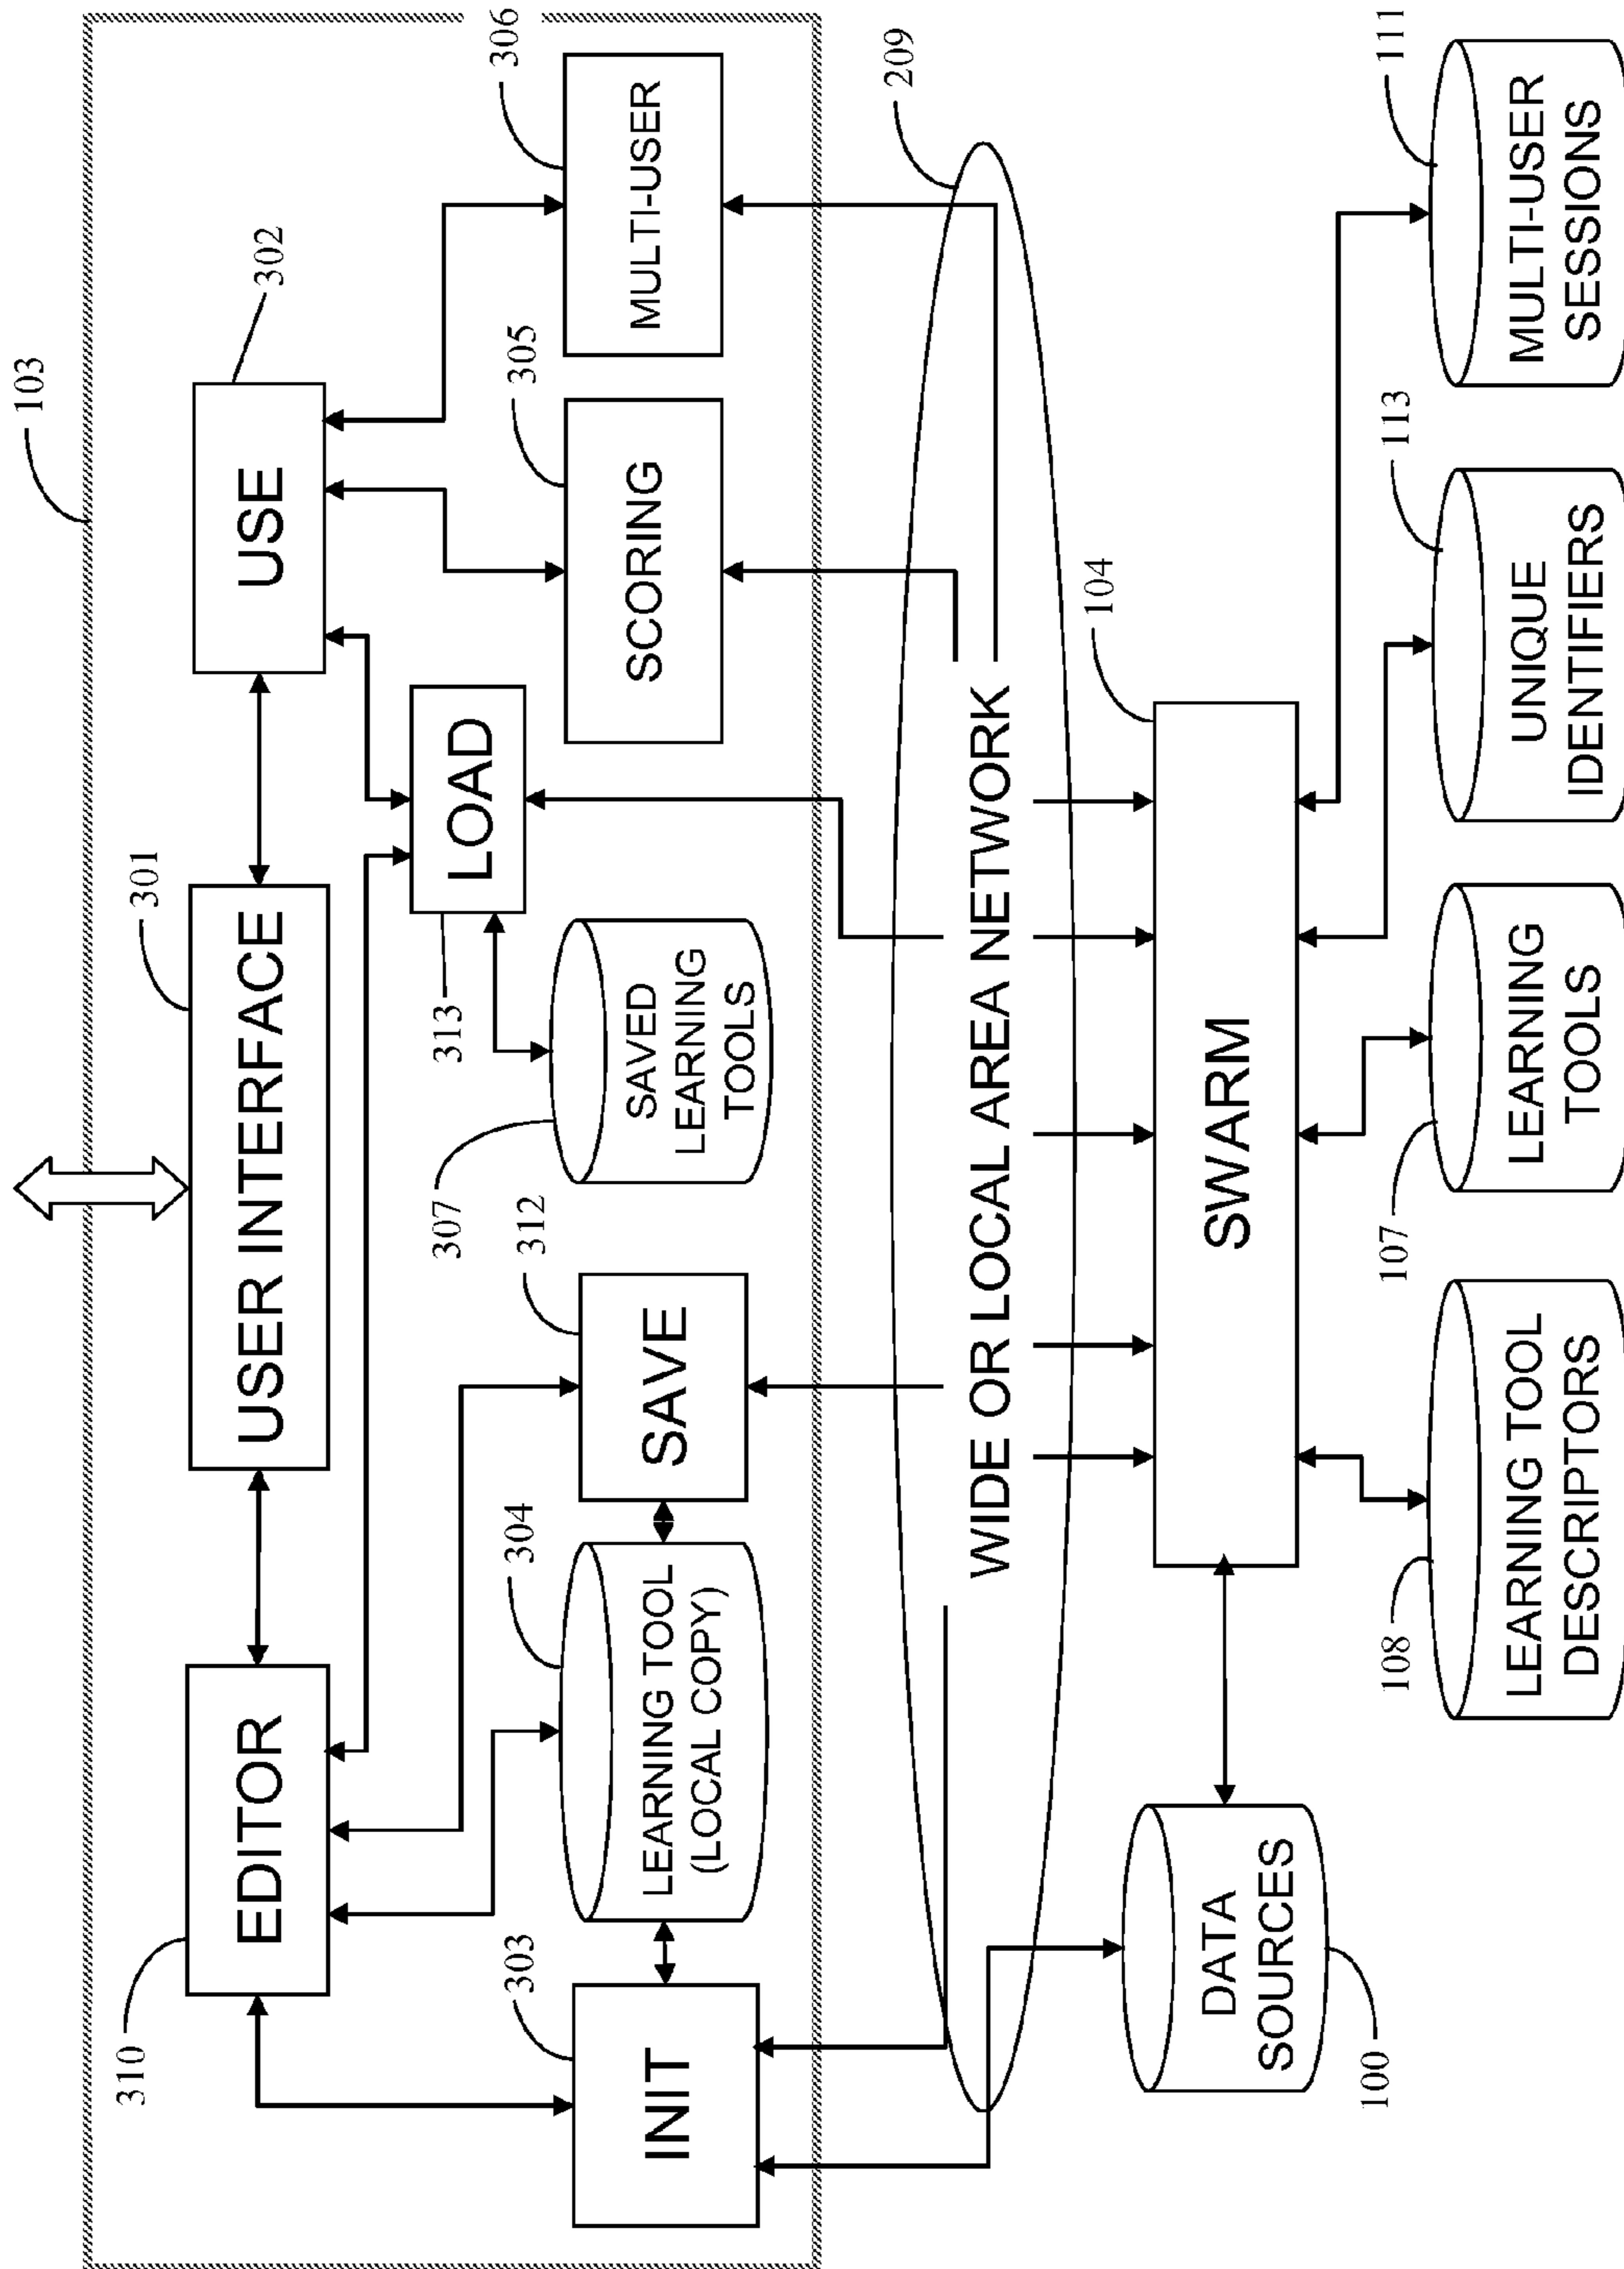 103
USER INTERFACE
301
EDITOR
310
USE
302
LOAD
313
INIT
303
LEARNING TOOL
(LOCAL COPY)
304
SAVE
312
SAVED
LEARNING
TOOLS
307
SCORING
305
MULTI-USER
306
WIDE OR LOCAL AREA NETWORK
209
DATA
SOURCES
100
SWARM
104
LEARNING TOOL
DESCRIPTORS
108
LEARNING
TOOLS
107
UNIQUE
IDENTIFIERS
113
MULTI-USER
SESSIONS
111